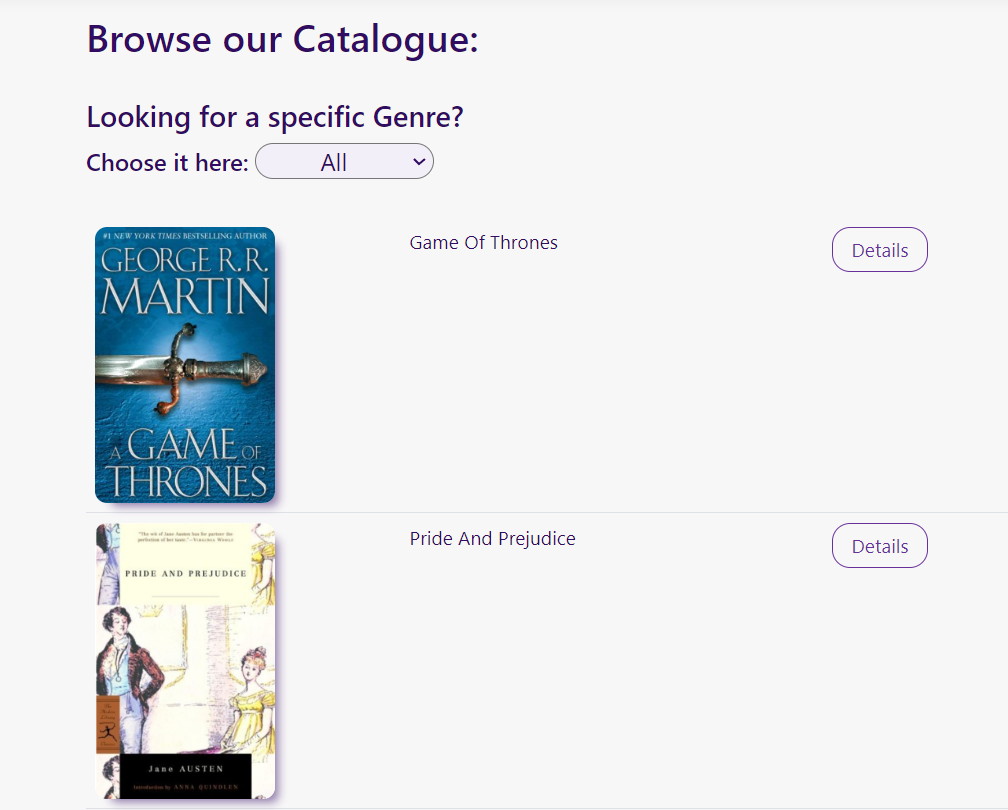 Browse our Catalogue:
Looking for a specific Genre?
Choose it here: All
#1 NEW YORK TIMES BESTSELLING AUTHOR
GEORGE R.R.
MARTIN
A GAME OF
THRONES
Game Of Thrones
Details
"The wit of Jane Austen has for partner the
perfection of her taste."—VIRGINIA WOOLF
PRIDE AND PREJUDICE
Jane AUSTEN
Introduction by ANNA QUINDLEN
Pride And Prejudice
Details